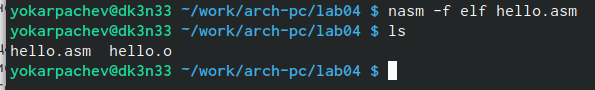 yokarpachev@dk3n33 ~/work/arch-pc/lab04 $ nasm -f elf hello.asm
yokarpachev@dk3n33 ~/work/arch-pc/lab04 $ ls
hello.asm  hello.o
yokarpachev@dk3n33 ~/work/arch-pc/lab04 $